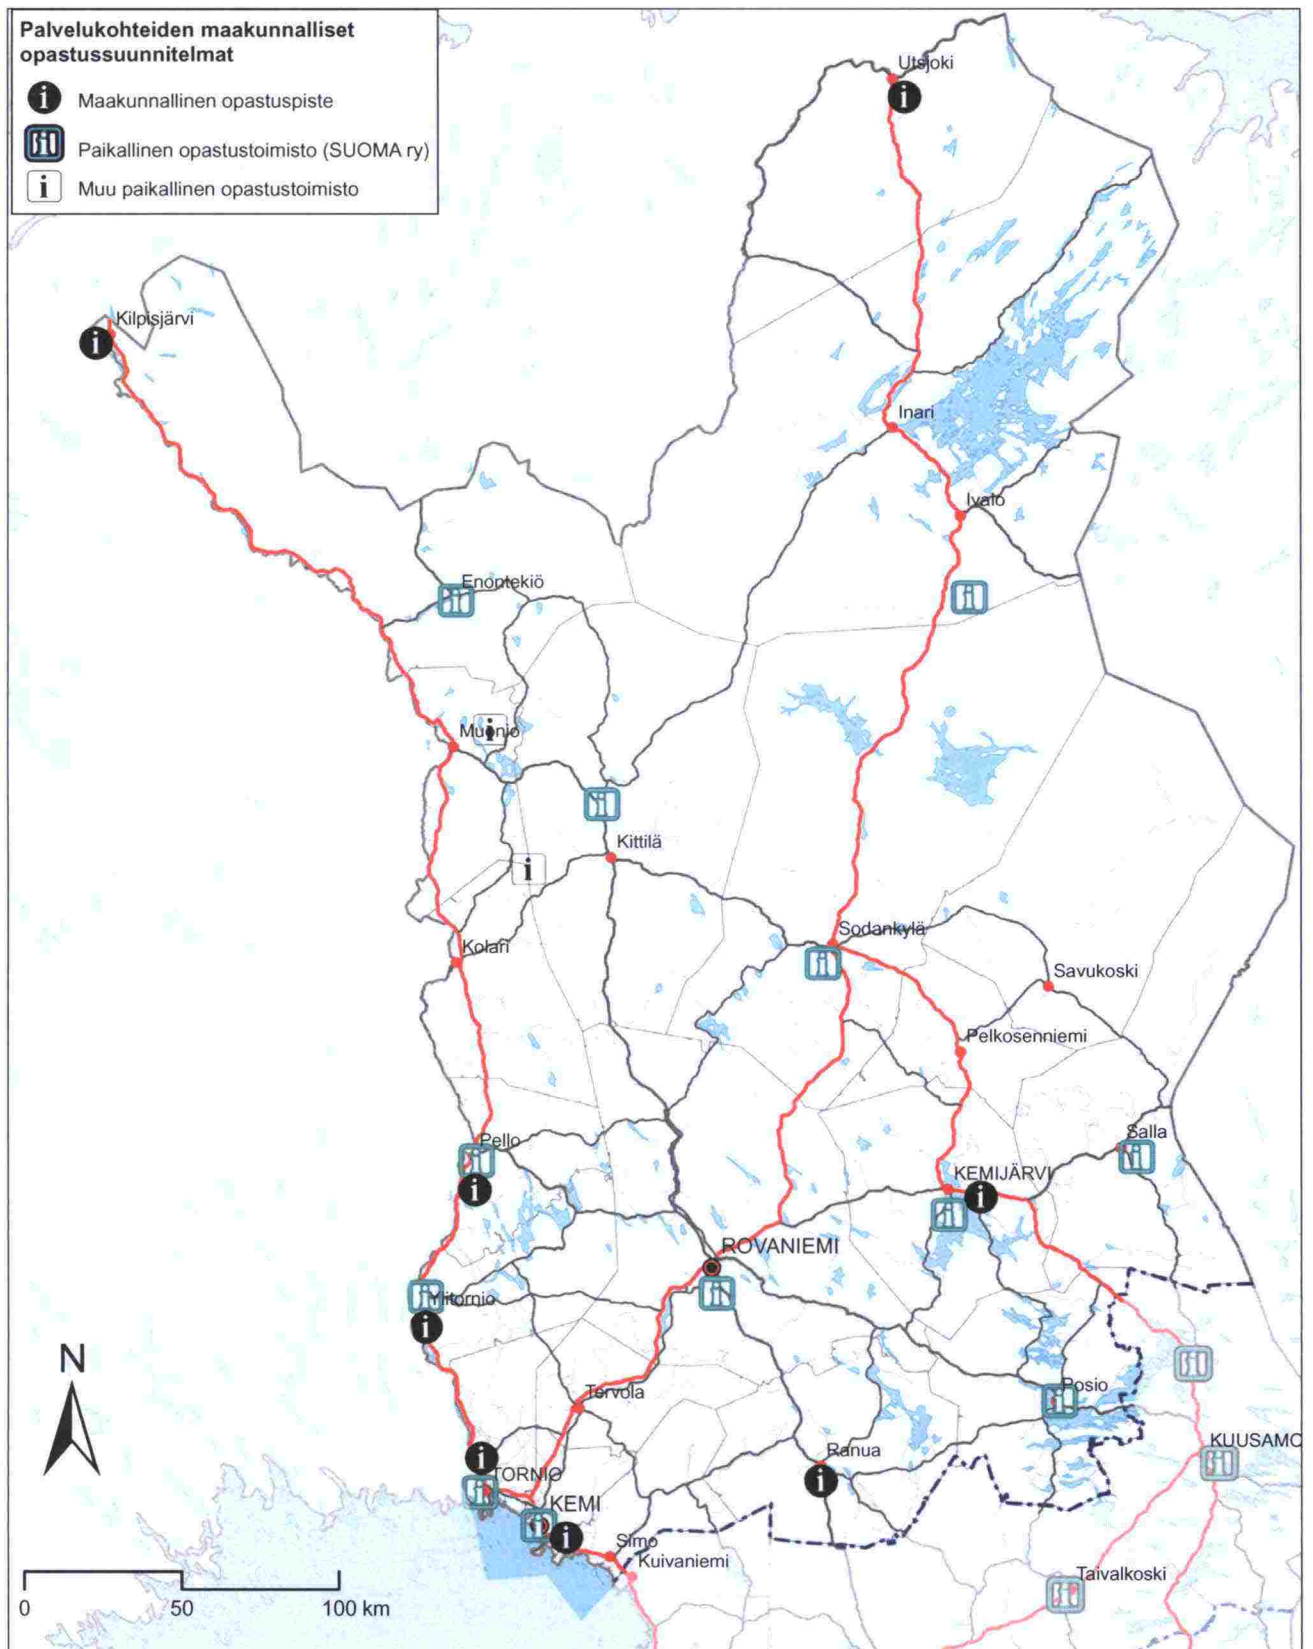 Palvelukohteiden maakunnalliset
opastussuunnitelmat
i Maakunnallinen opastuspiste
i Paikallinen opastustoimisto (SUOMA ry)
i Muu paikallinen opastustoimisto
Utsjoki
i
Kilpisjärvi
i
Inari
Ivalo
i
Enontekiö
i
Muonio
i
i
Kittilä
i
Kolari
Sodankylä
i
Savukoski
Pelkosenniemi
Pello
i
i
Salla
i
KEMIJÄRVI
i
i
ROVANIEMI
i
i
Ylitornio
i
N
i
Tervola
Posio
i
Ranua
i
KUUSAMO
i
i
TORNIO
i
KEMI
i
i
Simo
Kuivaniemi
Taivalkoski
i
0 50 100 km